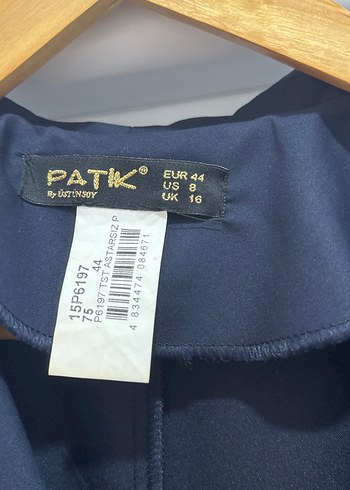 PATIK®
By ÜSTÜNSOY
EUR 44
US 8
UK 16
15P6197
75 44
P6197 TST ASTARSIZ P
4 834474 084671